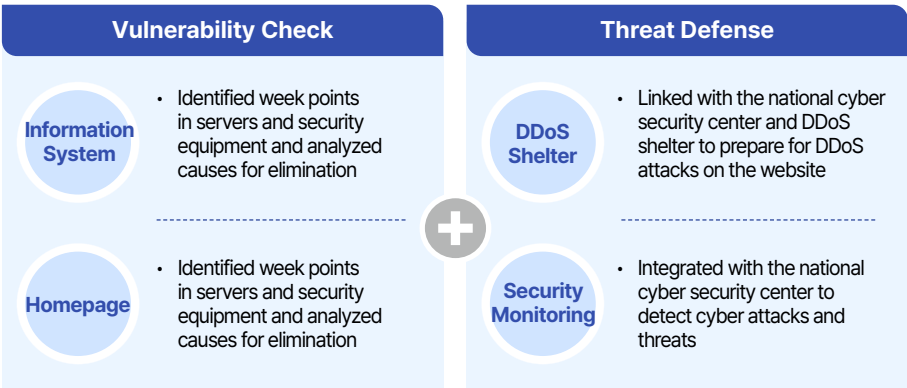 Vulnerability Check
Information
System
• Identified week points
in servers and security
equipment and analyzed
causes for elimination
Homepage
• Identified week points
in servers and security
equipment and analyzed
causes for elimination
Threat Defense
DDoS
Shelter
• Linked with the national cyber
security center and DDoS
shelter to prepare for DDoS
attacks on the website
Security
Monitoring
• Integrated with the national
cyber security center to
detect cyber attacks and
threats